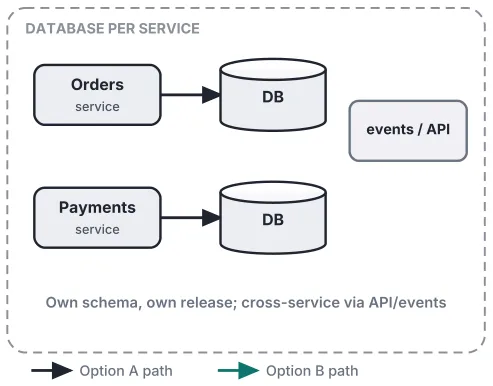 DATABASE PER SERVICE
Orders
service
DB
events / API
Payments
service
DB
Own schema, own release; cross-service via API/events
Option A path
Option B path